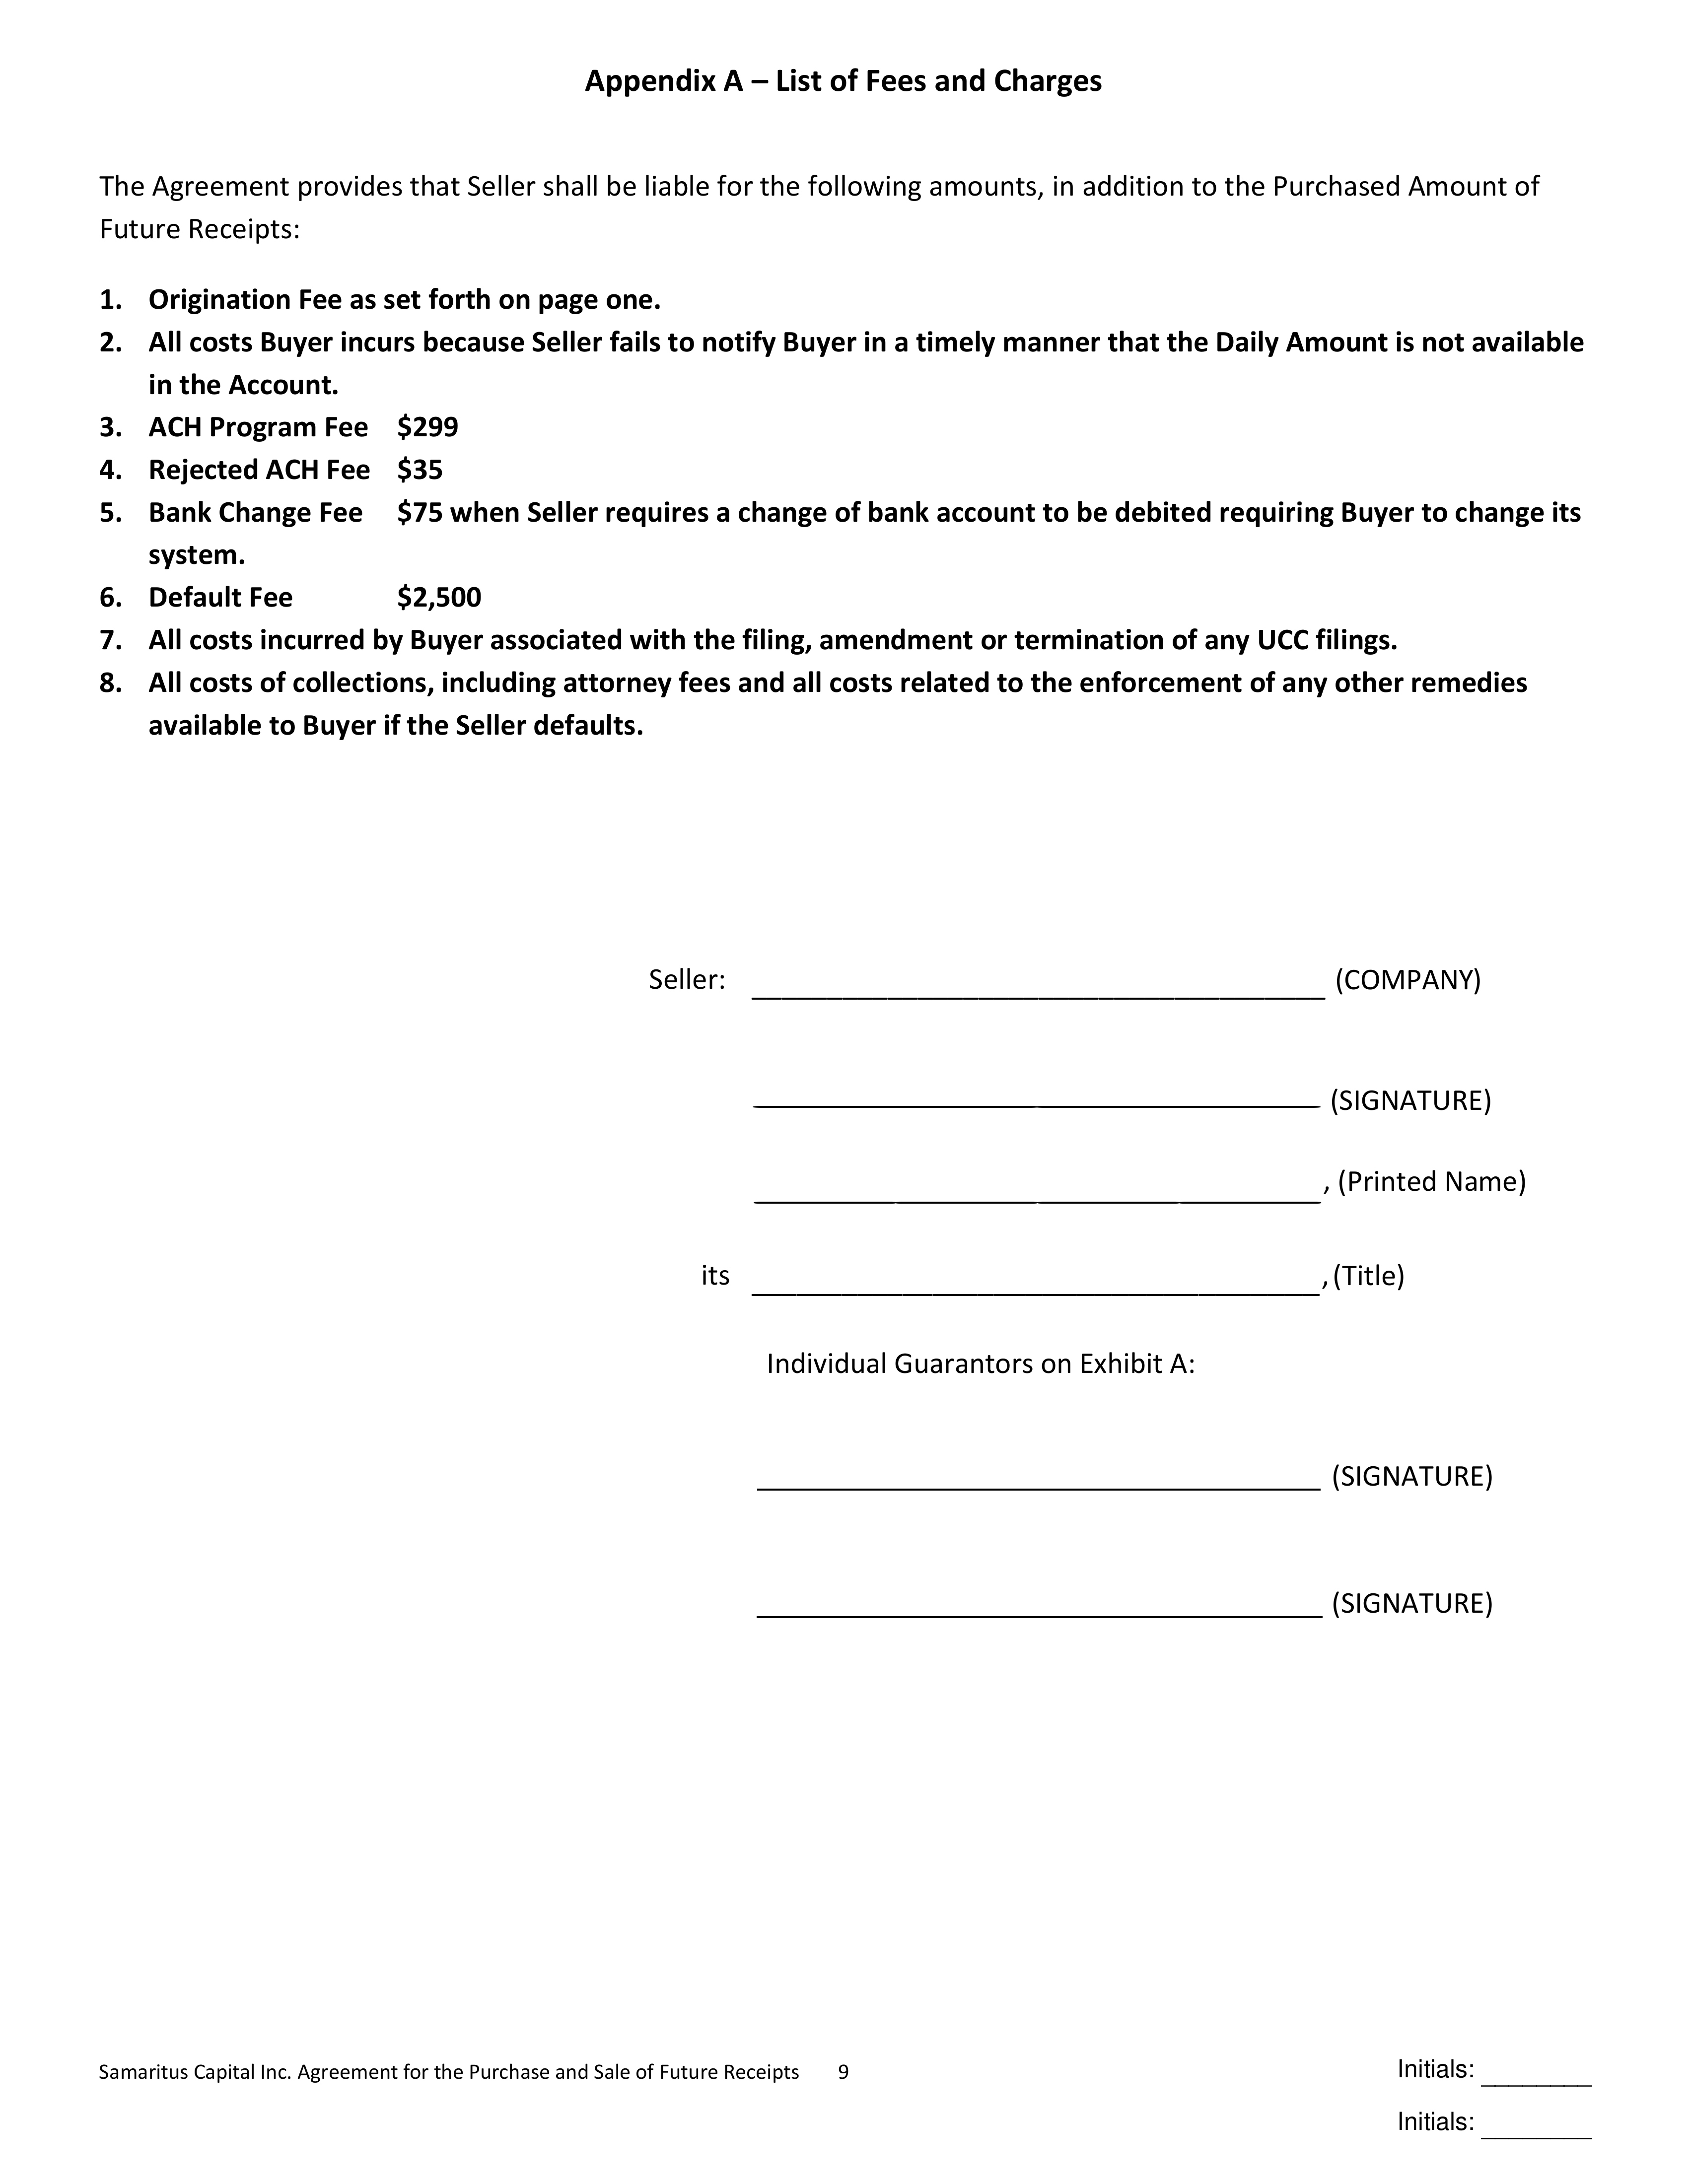 Appendix A – List of Fees and Charges
The Agreement provides that Seller shall be liable for the following amounts, in addition to the Purchased Amount of
Future Receipts:
1. Origination Fee as set forth on page one.
2. All costs Buyer incurs because Seller fails to notify Buyer in a timely manner that the Daily Amount is not available
in the Account.
3. ACH Program Fee $299
4. Rejected ACH Fee $35
5. Bank Change Fee $75 when Seller requires a change of bank account to be debited requiring Buyer to change its
system.
6. Default Fee $2,500
7. All costs incurred by Buyer associated with the filing, amendment or termination of any UCC filings.
8. All costs of collections, including attorney fees and all costs related to the enforcement of any other remedies
available to Buyer if the Seller defaults.
Seller: ______________________________________ (COMPANY)
______________________________________ (SIGNATURE)
______________________________________, (Printed Name)
its ______________________________________, (Title)
Individual Guarantors on Exhibit A:
______________________________________ (SIGNATURE)
______________________________________ (SIGNATURE)
Samaritus Capital Inc. Agreement for the Purchase and Sale of Future Receipts 9
Initials: ________
Initials: ________